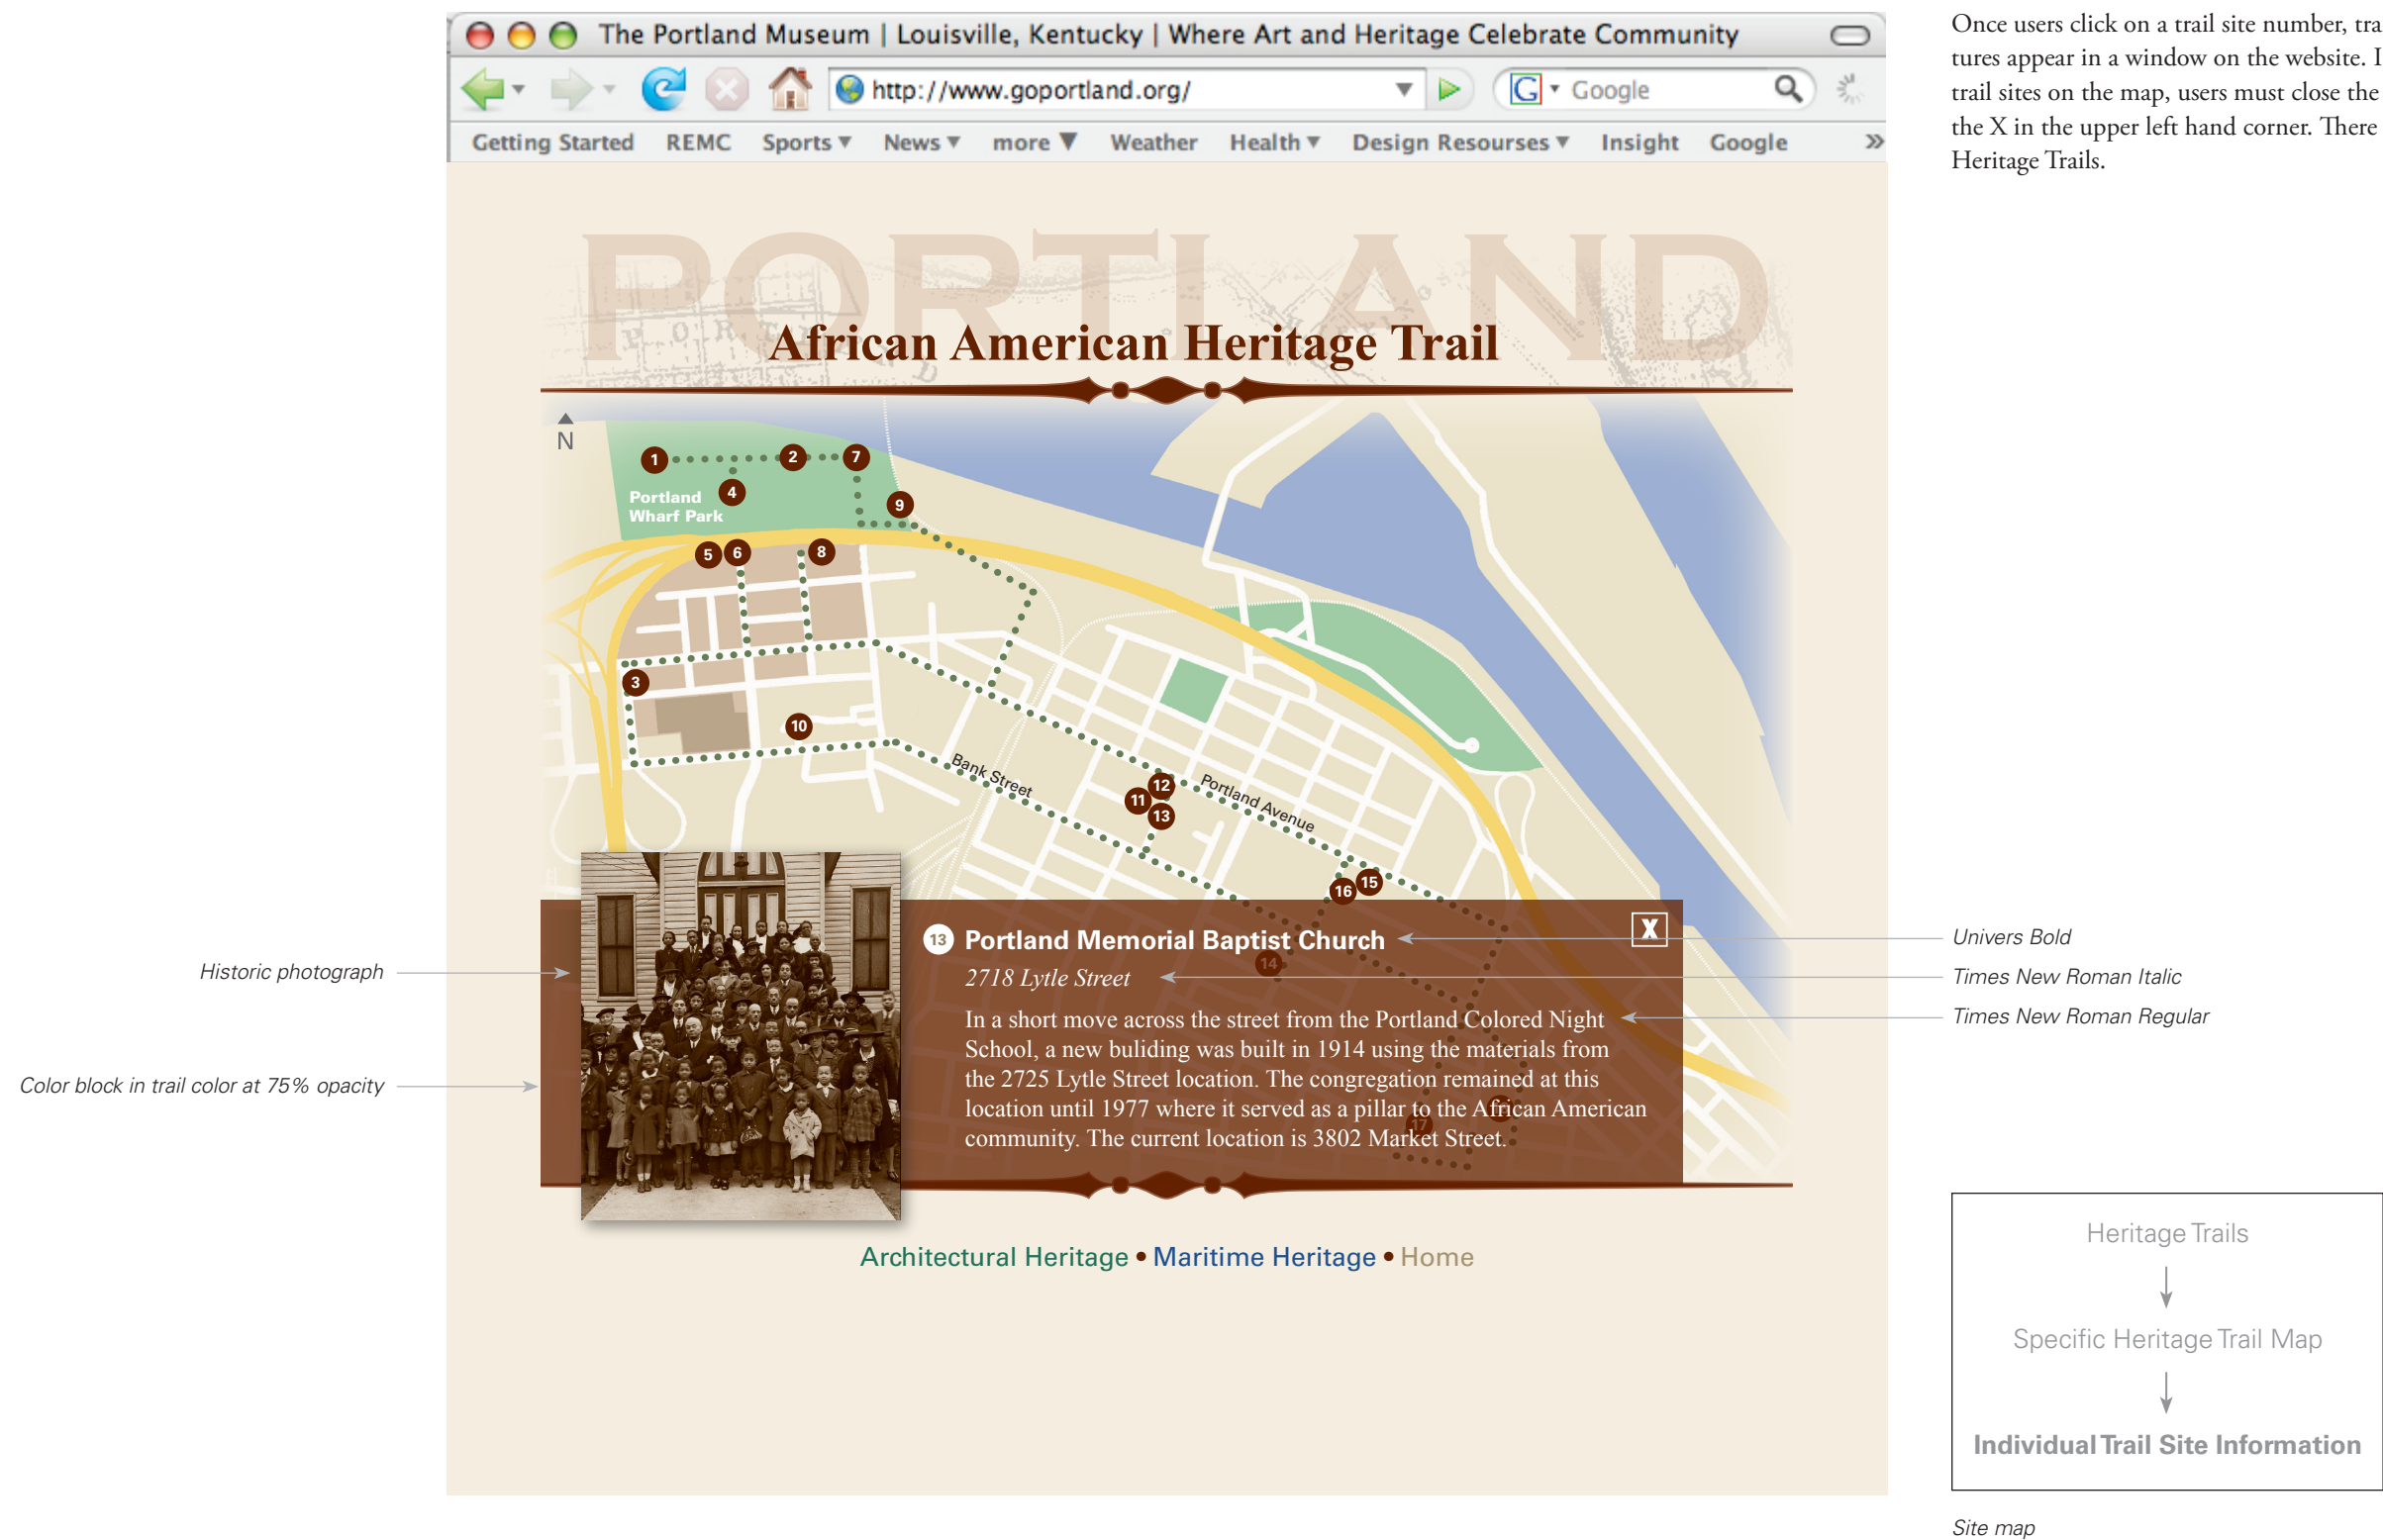 The Portland Museum | Louisville, Kentucky | Where Art and Heritage Celebrate Community
http://www.goportland.org/
G Google
Getting Started REMC Sports News more Weather Health Design Resourses Insight Google »
Once users click on a trail site number, tra
tures appear in a window on the website. I
trail sites on the map, users must close the
the X in the upper left hand corner. There
Heritage Trails.
PORTLAND
African American Heritage Trail
N
1
2
7
4
Portland
Wharf Park
9
5
6
8
3
10
Bank Street
12
11
13
Portland Avenue
16
15
14
17
Historic photograph
Color block in trail color at 75% opacity
13 Portland Memorial Baptist Church
X
2718 Lytle Street
In a short move across the street from the Portland Colored Night
School, a new buliding was built in 1914 using the materials from
the 2725 Lytle Street location. The congregation remained at this
location until 1977 where it served as a pillar to the African American
community. The current location is 3802 Market Street.
Univers Bold
Times New Roman Italic
Times New Roman Regular
Architectural Heritage • Maritime Heritage • Home
Heritage Trails
Specific Heritage Trail Map
Individual Trail Site Information
Site map